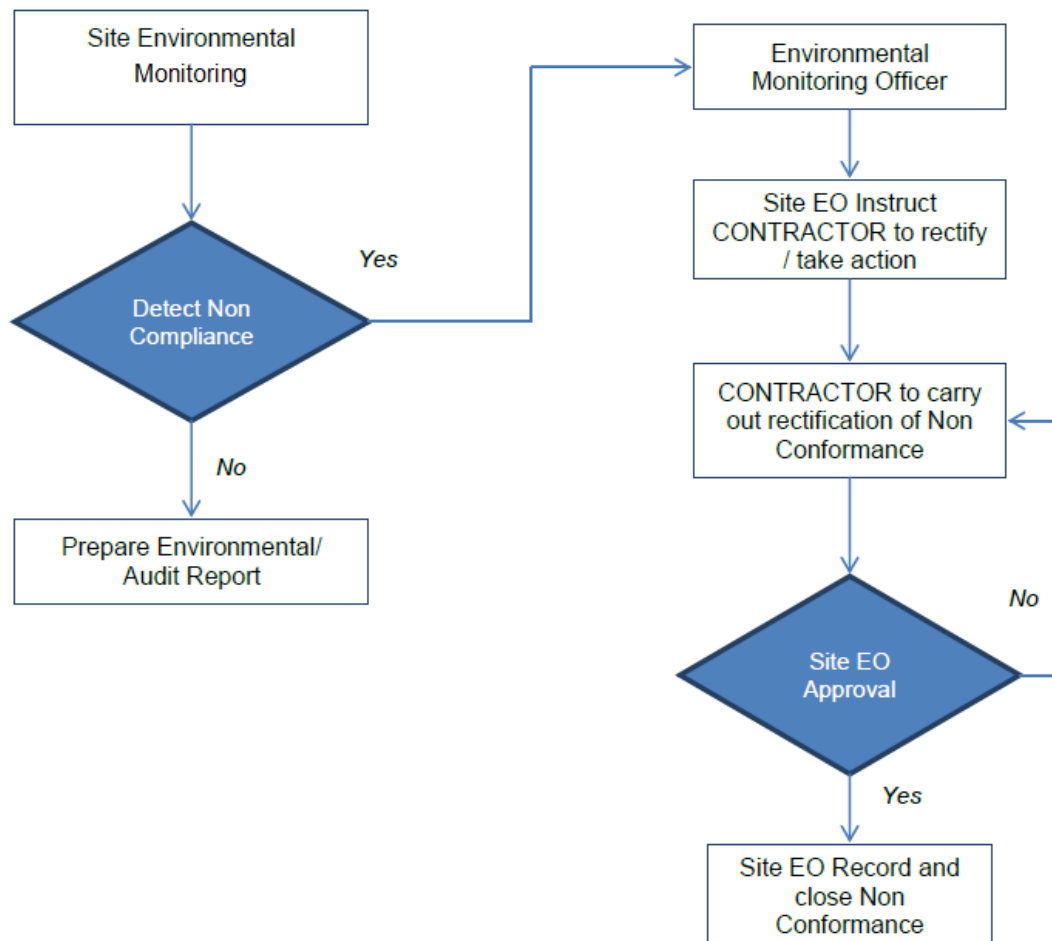 Site Environmental
Monitoring
Detect Non
Compliance
Yes
No
Prepare Environmental/
Audit Report
Environmental
Monitoring Officer
Site EO Instruct
CONTRACTOR to rectify
/ take action
CONTRACTOR to carry
out rectification of Non
Conformance
Site EO
Approval
No
Yes
Site EO Record and
close Non
Conformance